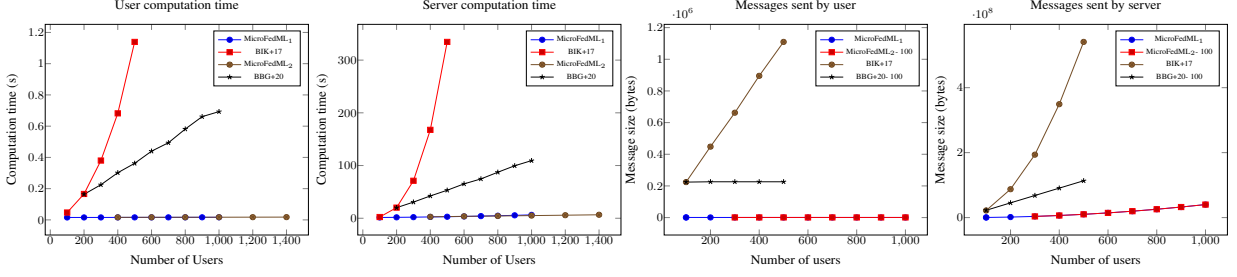 User computation time
1.2
1
0.8
0.6
0.4
0.2
0
200 400 600 800 1,000 1,200 1,400
Number of Users
Computation time (s)
MicroFedML1
BIK+17
MicroFedML2
BBG+20
Server computation time
300
200
100
0
200 400 600 800 1,000 1,200 1,400
Number of Users
Computation time (s)
MicroFedML1
BIK+17
MicroFedML2
BBG+20
Messages sent by user
·10^6
1.2
1
0.8
0.6
0.4
0.2
0
200 400 600 800 1,000
Number of users
Message size (bytes)
MicroFedML1
MicroFedML2- 100
BIK+17
BBG+20- 100
Messages sent by server
·10^8
4
2
0
200 400 600 800 1,000
Number of users
Message size (bytes)
MicroFedML1
MicroFedML2- 100
BIK+17
BBG+20- 100